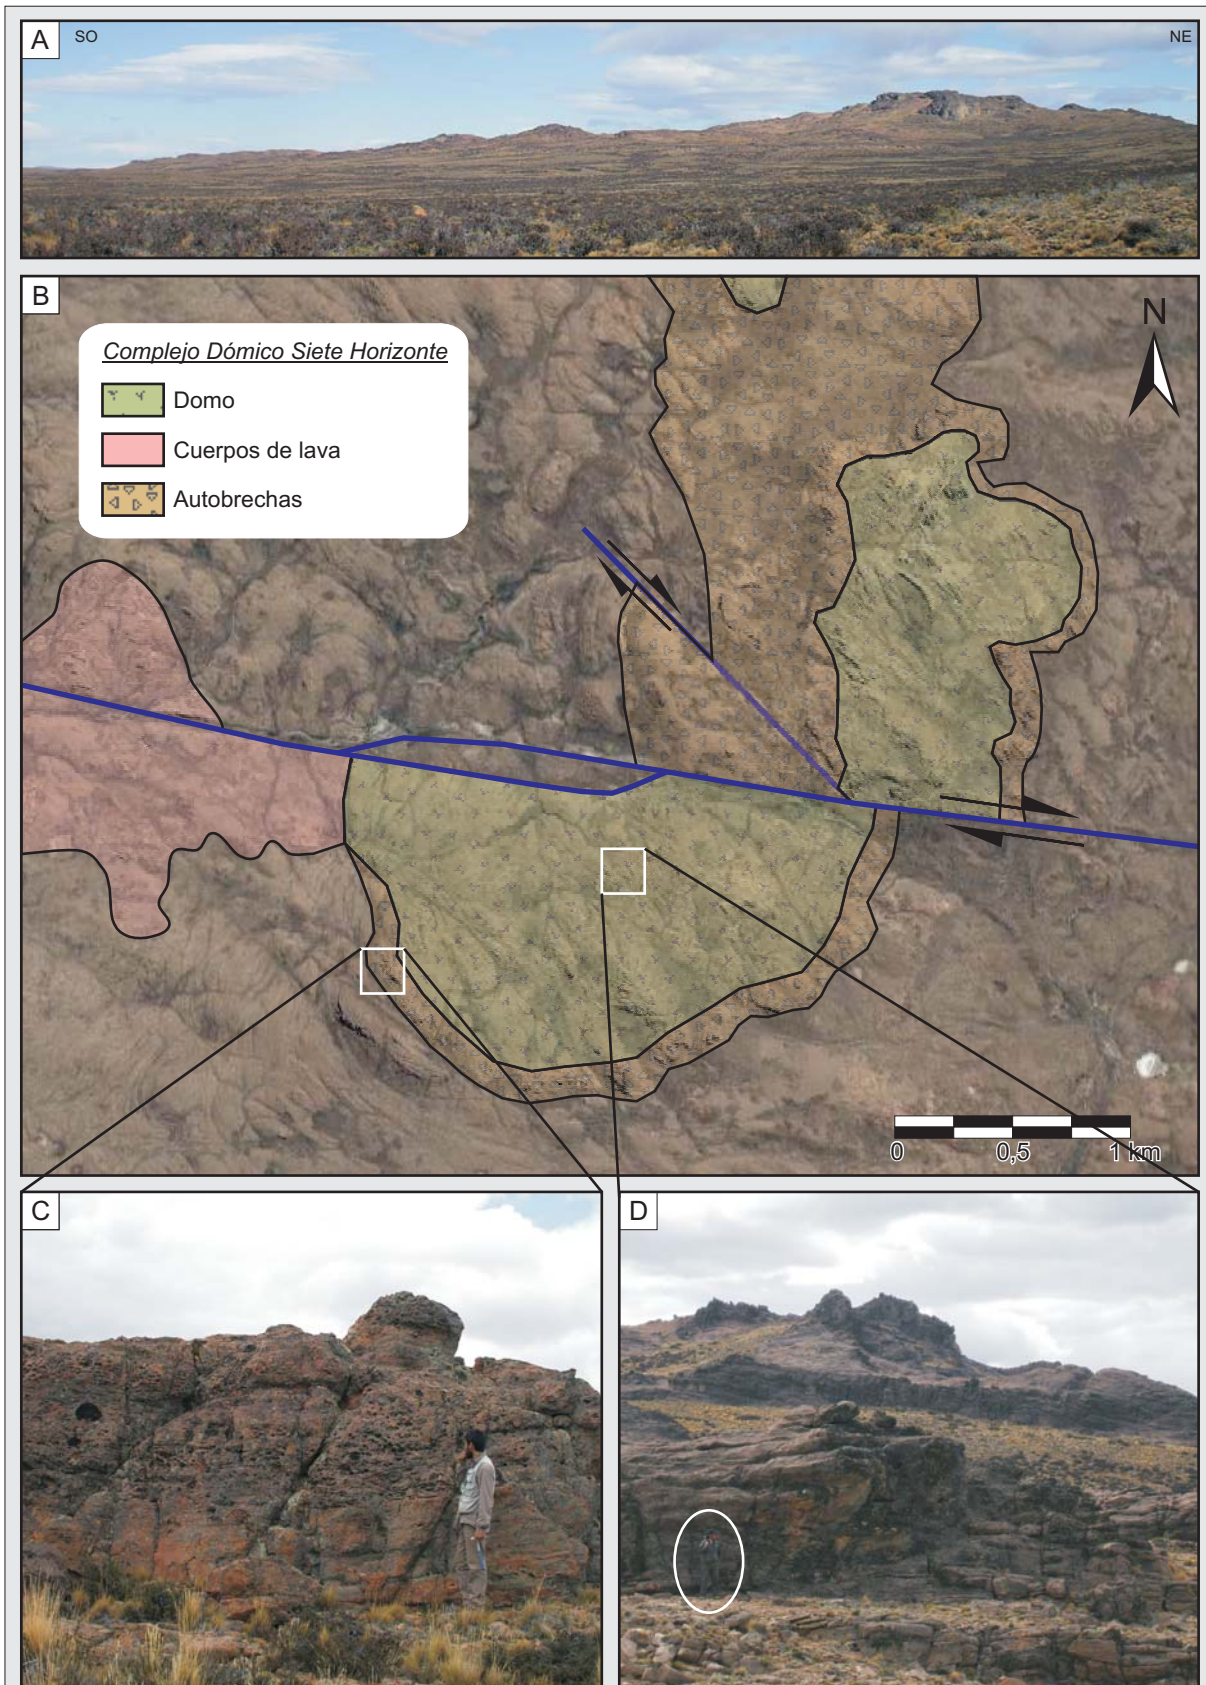 A
SO
NE
B
Complejo Dómico Siete Horizonte
Domo
Cuerpos de lava
Autobrechas
N
0 0,5 1 km
C
D